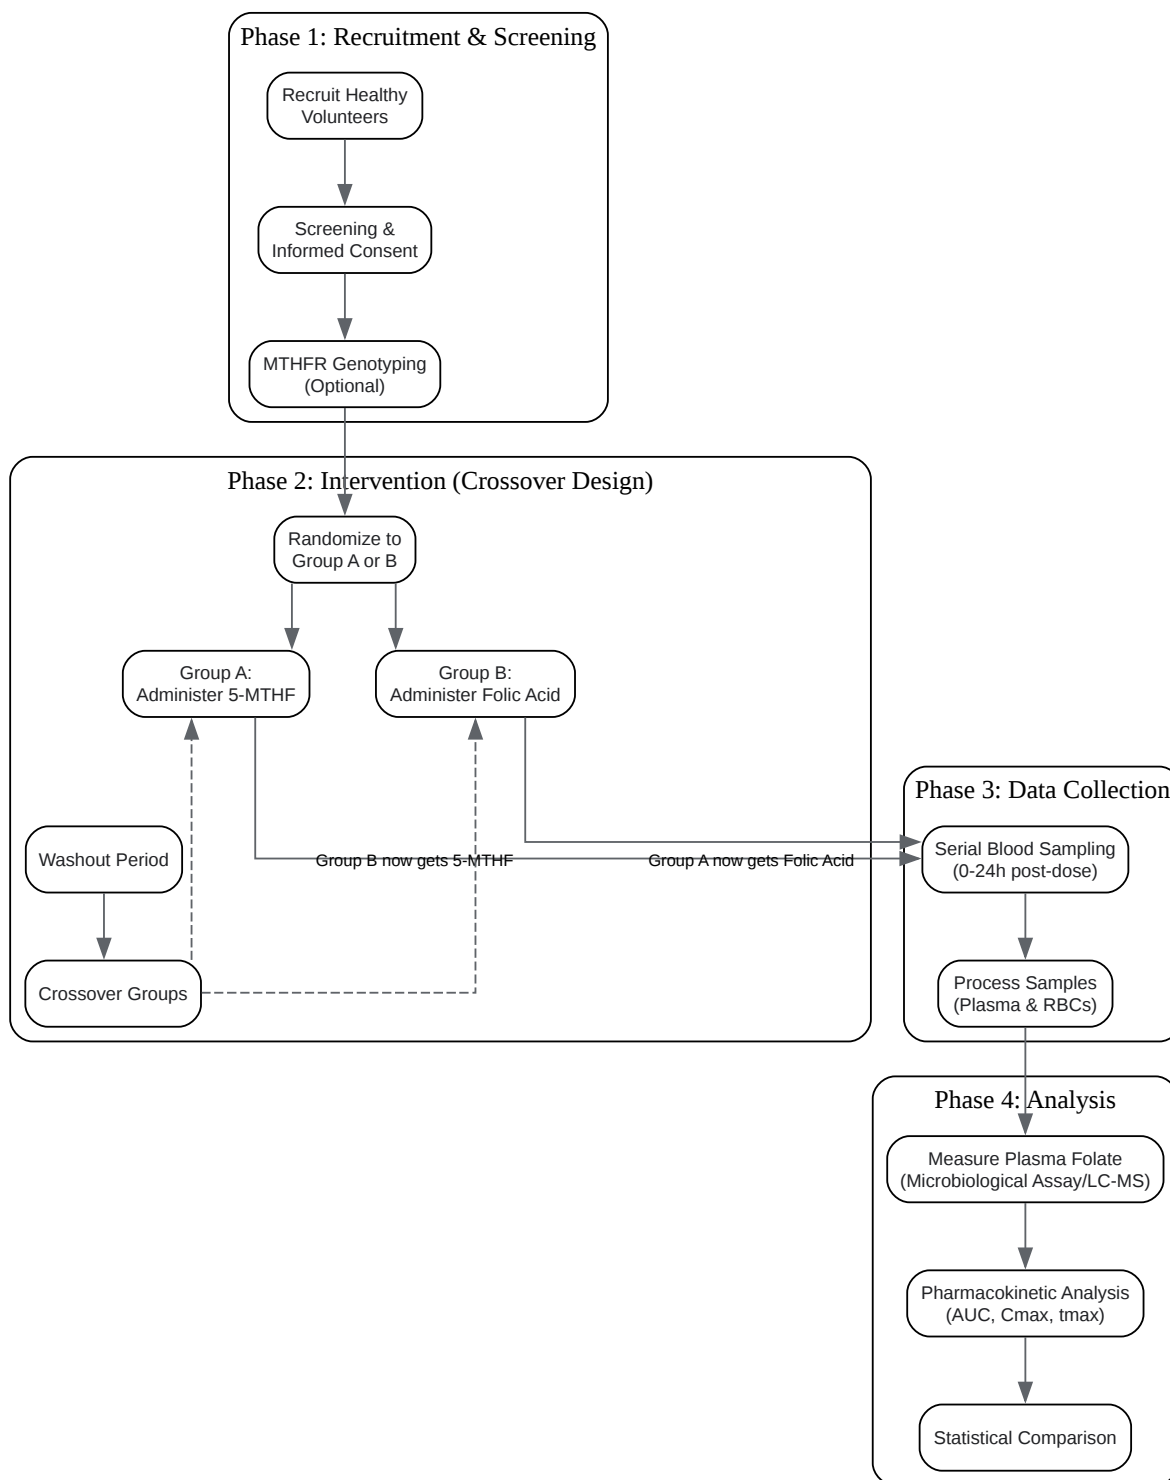 Phase 1: Recruitment & Screening
Recruit Healthy
Volunteers
Screening &
Informed Consent
MTHFR Genotyping
(Optional)
Phase 2: Intervention (Crossover Design)
Randomize to
Group A or B
Group A:
Administer 5-MTHF
Group B:
Administer Folic Acid
Washout Period
Group B now gets 5-MTHF
Group A now gets Folic Acid
Crossover Groups
Phase 3: Data Collection
Serial Blood Sampling
(0-24h post-dose)
Process Samples
(Plasma & RBCs)
Phase 4: Analysis
Measure Plasma Folate
(Microbiological Assay/LC-MS)
Pharmacokinetic Analysis
(AUC, Cmax, tmax)
Statistical Comparison